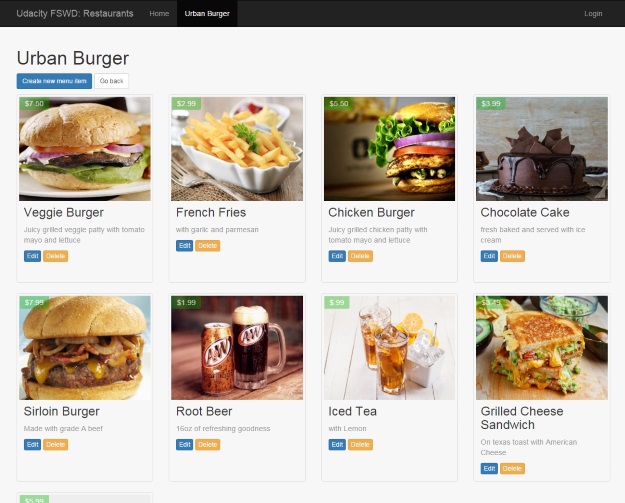 Udacity FSWD: Restaurants Home Urban Burger Login
Urban Burger
Create new menu item Go back
$7.50 $2.99 $5.50 $3.99
Veggie Burger
Juicy grilled veggie patty with tomato
mayo and lettuce
Edit Delete
French Fries
with garlic and parmesan
Edit Delete
Chicken Burger
Juicy grilled chicken patty with
tomato mayo and lettuce
Edit Delete
Chocolate Cake
fresh baked and served with ice
cream
Edit Delete
$7.99 $1.99 $.99 $3.49
A&W A&W
Sirloin Burger
Made with grade A beef
Edit Delete
Root Beer
16oz of refreshing goodness
Edit Delete
Iced Tea
with Lemon
Edit Delete
Grilled Cheese
Sandwich
On texas toast with American
Cheese
Edit Delete
$5.99